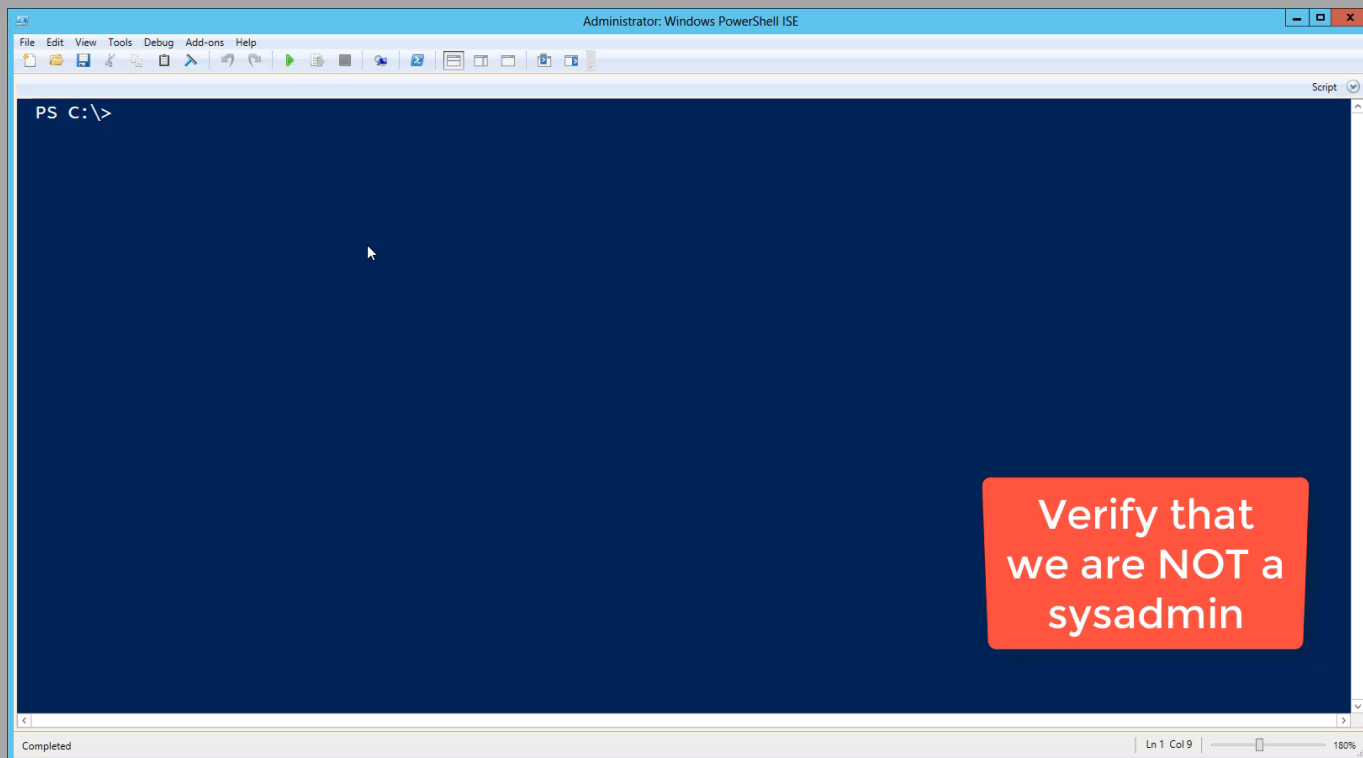 Administrator: Windows PowerShell ISE
File Edit View Tools Debug Add-ons Help
Script
PS C:\>
Verify that
we are NOT a
sysadmin
Completed
Ln 1 Col 9
180%